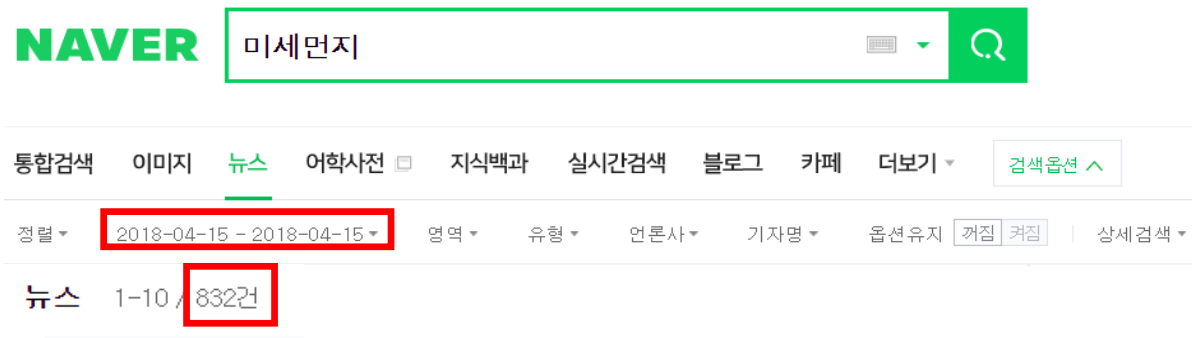 NAVER 미세먼지
통합검색 이미지 뉴스 어학사전 지식백과 실시간검색 블로그 카페 더보기 검색옵션
정렬 2018-04-15 - 2018-04-15 영역 유형 언론사 기자명 옵션유지 꺼짐 켜짐 상세검색
뉴스 1-10 / 832건